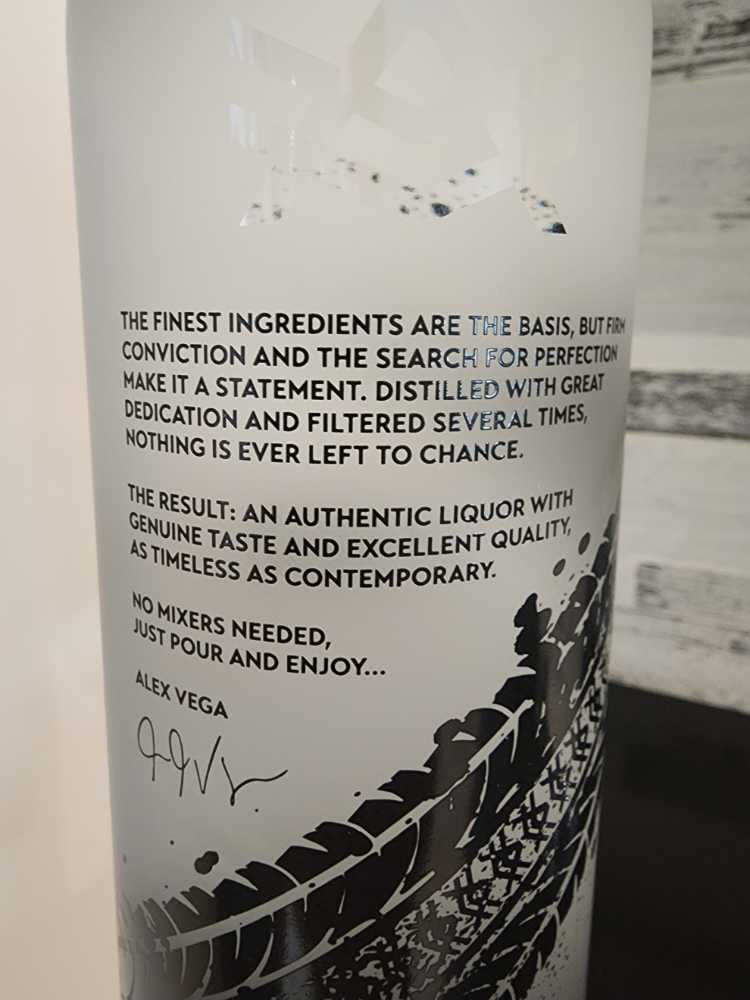 THE FINEST INGREDIENTS ARE THE BASIS, BUT FIRM
CONVICTION AND THE SEARCH FOR PERFECTION
MAKE IT A STATEMENT. DISTILLED WITH GREAT
DEDICATION AND FILTERED SEVERAL TIMES,
NOTHING IS EVER LEFT TO CHANCE.
THE RESULT: AN AUTHENTIC LIQUOR WITH
GENUINE TASTE AND EXCELLENT QUALITY,
AS TIMELESS AS CONTEMPORARY.
NO MIXERS NEEDED,
JUST POUR AND ENJOY...
ALEX VEGA